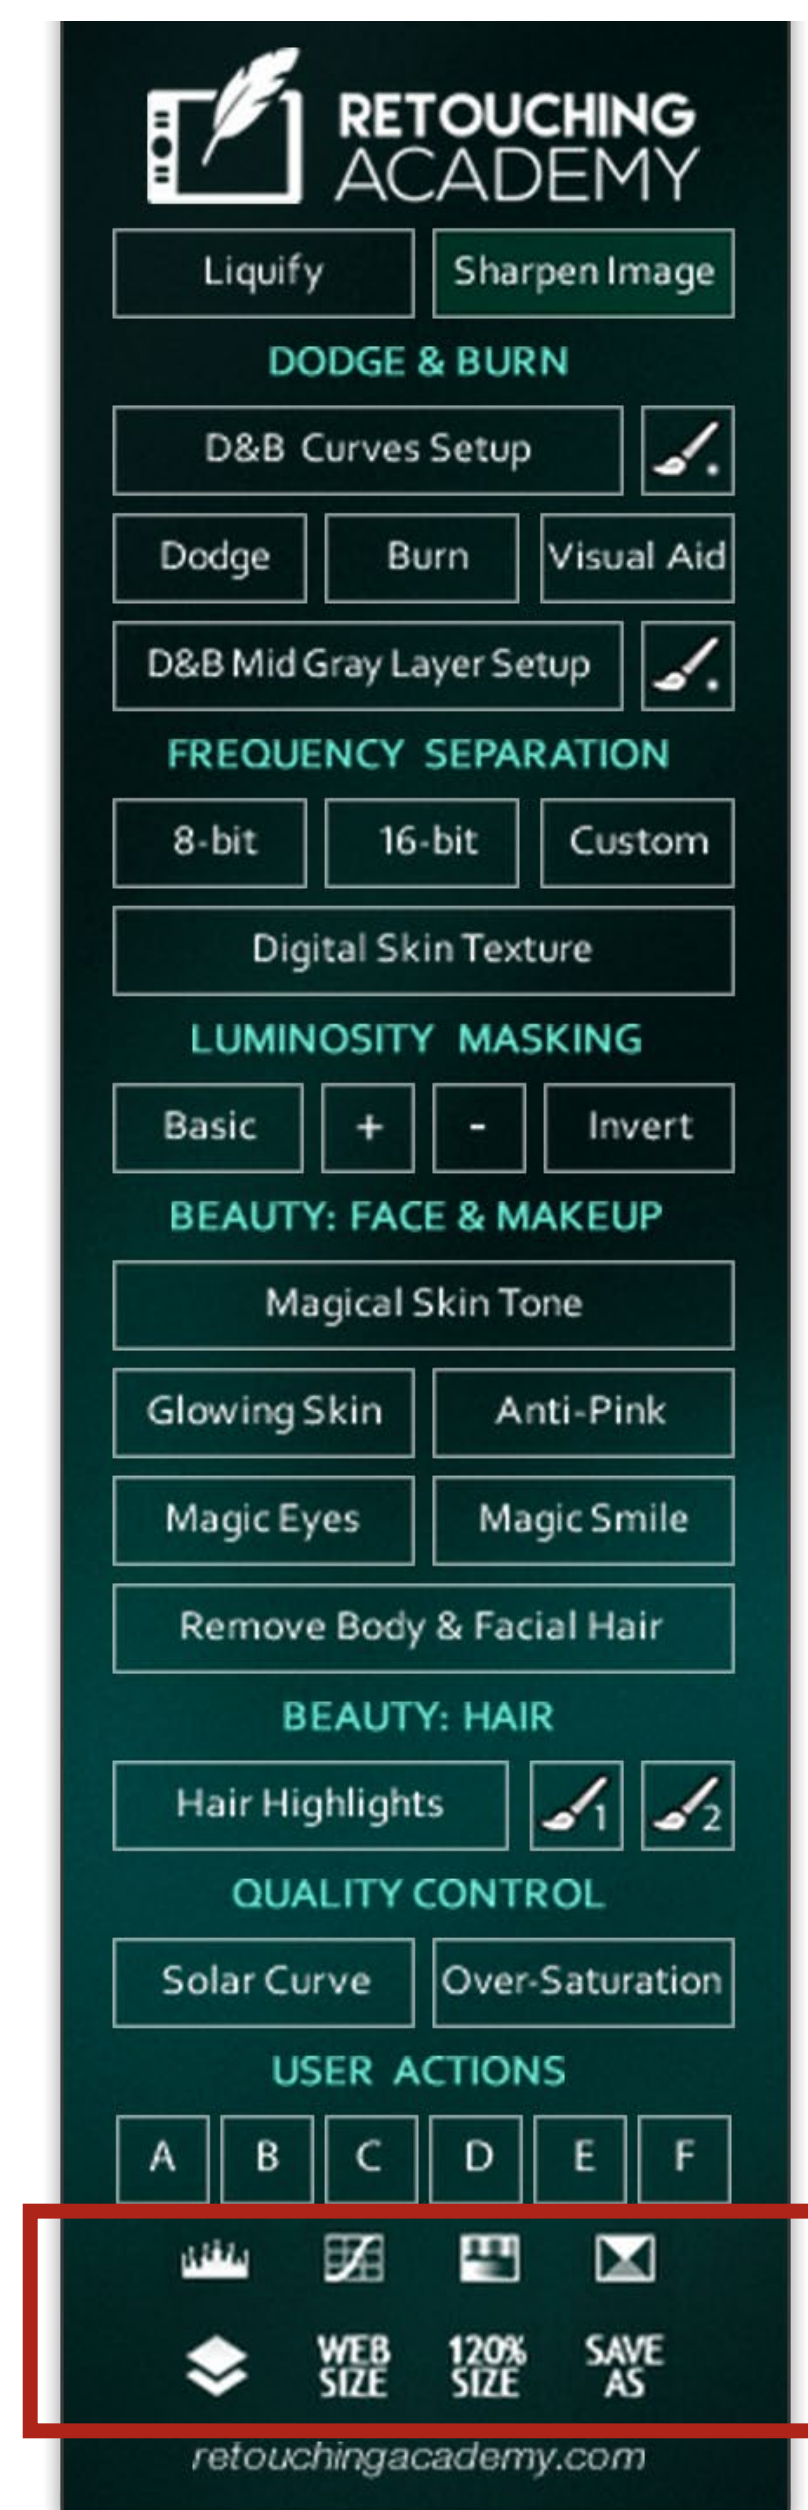 RETOUCHING
ACADEMY
Liquify Sharpen Image
DODGE & BURN
D&B Curves Setup
Dodge Burn Visual Aid
D&B Mid Gray Layer Setup
FREQUENCY SEPARATION
8-bit 16-bit Custom
Digital Skin Texture
LUMINOSITY MASKING
Basic + - Invert
BEAUTY: FACE & MAKEUP
Magical Skin Tone
Glowing Skin Anti-Pink
Magic Eyes Magic Smile
Remove Body & Facial Hair
BEAUTY: HAIR
Hair Highlights 1 2
QUALITY CONTROL
Solar Curve Over-Saturation
USER ACTIONS
A B C D E F
WEB SIZE 120% SIZE SAVE AS
retouchingacademy.com